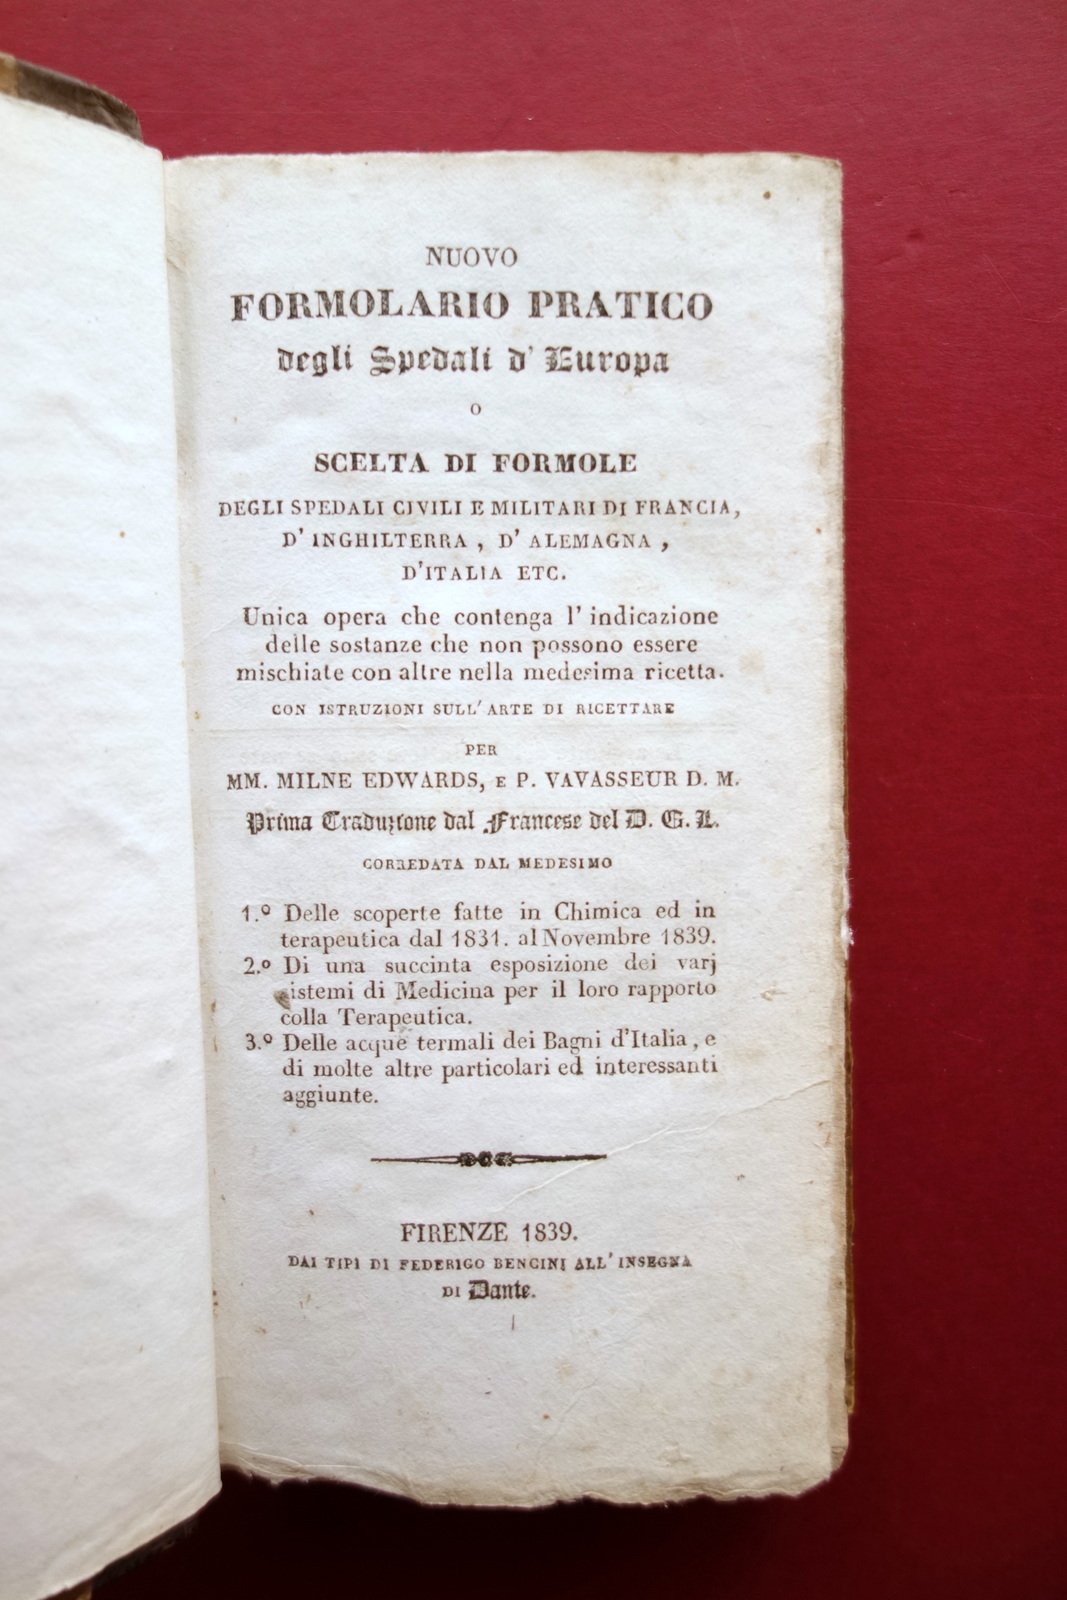 NUOVO
FORMOLARIO PRATICO
degli Spedali d' Europa
O
SCELTA DI FORMOLE
DEGLI SPEDALI CIVILI E MILITARI DI FRANCIA,
D' INGHILTERRA , D' ALEMAGNA ,
D'ITALIA ETC.
Unica opera che contenga l' indicazione
delle sostanze che non possono essere
mischiate con altre nella medesima ricetta.
CON ISTRUZIONI SULL' ARTE DI RICETTARE
PER
MM. MILNE EDWARDS, E P. VAVASSEUR D. M.
Prima Traduzione dal Francese del D. G. L.
CORREDATA DAL MEDESIMO
1.º Delle scoperte fatte in Chimica ed in
terapeutica dal 1831. al Novembre 1839.
2.º Di una succinta esposizione dei varj
sistemi di Medicina per il loro rapporto
colla Terapeutica.
3.º Delle acque termali dei Bagni d'Italia, e
di molte altre particolari ed interessanti
aggiunte.
FIRENZE 1839.
DAI TIPI DI FEDERIGO BENCINI ALL' INSEGNA
DI Dante.